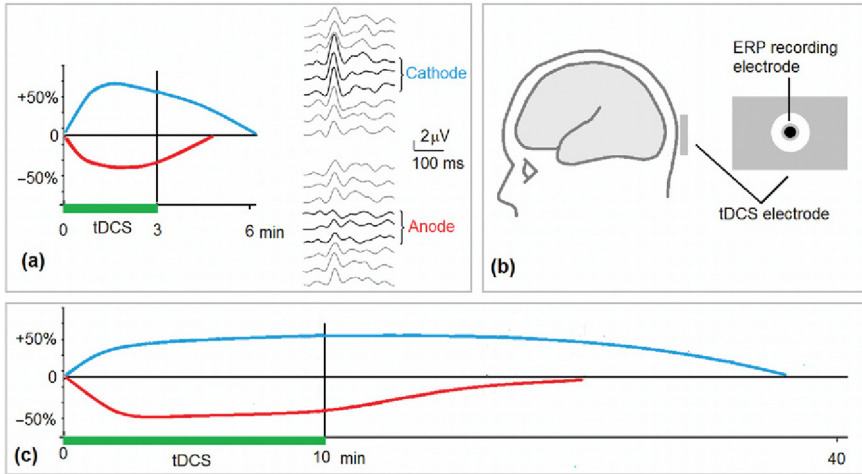 +50%
0
−50%
tDCS
0
3
6 min
(a)
Cathode
2μV
100 ms
Anode
ERP recording
electrode
tDCS electrode
(b)
+50%
0
−50%
(c)
0
tDCS
10 min
40